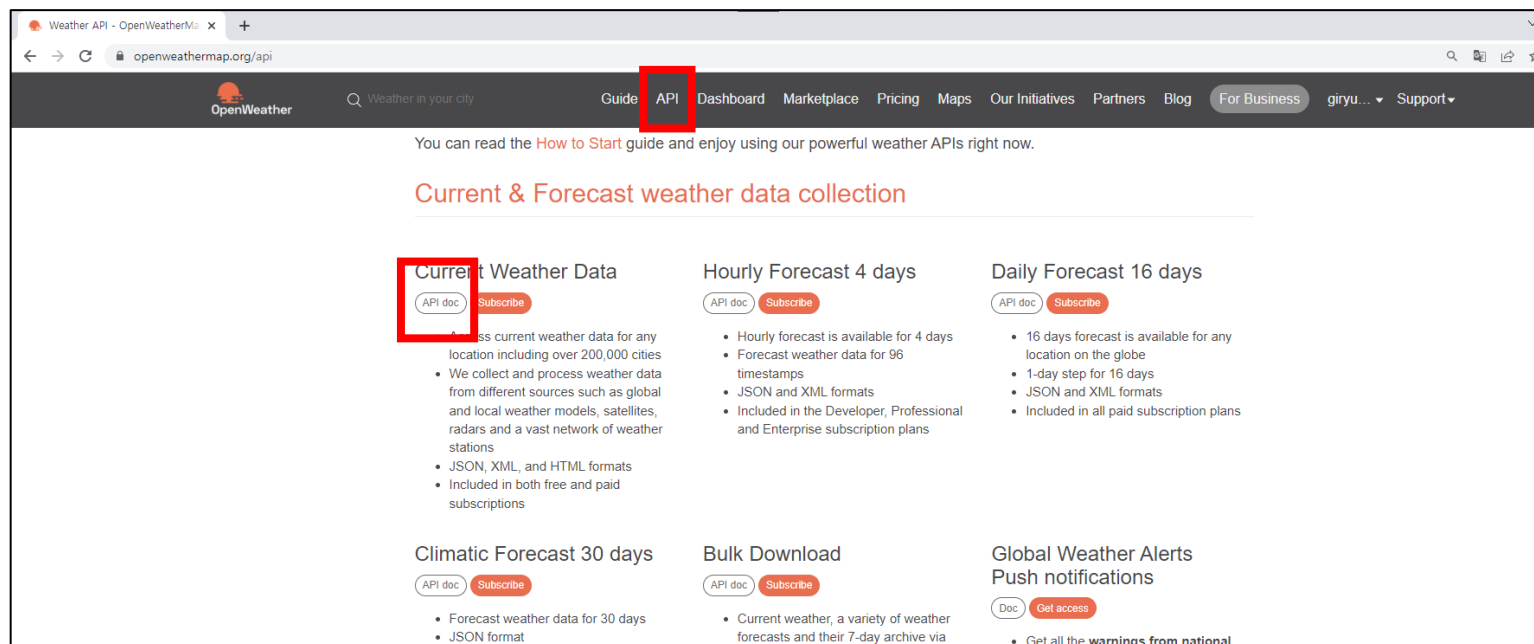 Weather API - OpenWeatherMa
openweathermap.org/api
OpenWeather
Weather in your city
Guide API Dashboard Marketplace Pricing Maps Our Initiatives Partners Blog For Business giryu... Support
You can read the How to Start guide and enjoy using our powerful weather APIs right now.
Current & Forecast weather data collection
Current Weather Data
API doc Subscribe
Access current weather data for any
location including over 200,000 cities
We collect and process weather data
from different sources such as global
and local weather models, satellites,
radars and a vast network of weather
stations
JSON, XML, and HTML formats
Included in both free and paid
subscriptions
Hourly Forecast 4 days
API doc Subscribe
Hourly forecast is available for 4 days
Forecast weather data for 96
timestamps
JSON and XML formats
Included in the Developer, Professional
and Enterprise subscription plans
Daily Forecast 16 days
API doc Subscribe
16 days forecast is available for any
location on the globe
1-day step for 16 days
JSON and XML formats
Included in all paid subscription plans
Climatic Forecast 30 days
API doc Subscribe
Forecast weather data for 30 days
JSON format
Bulk Download
API doc Subscribe
Current weather, a variety of weather
forecasts and their 7-day archive via
Global Weather Alerts
Push notifications
Doc Get access
Get all the warnings from national